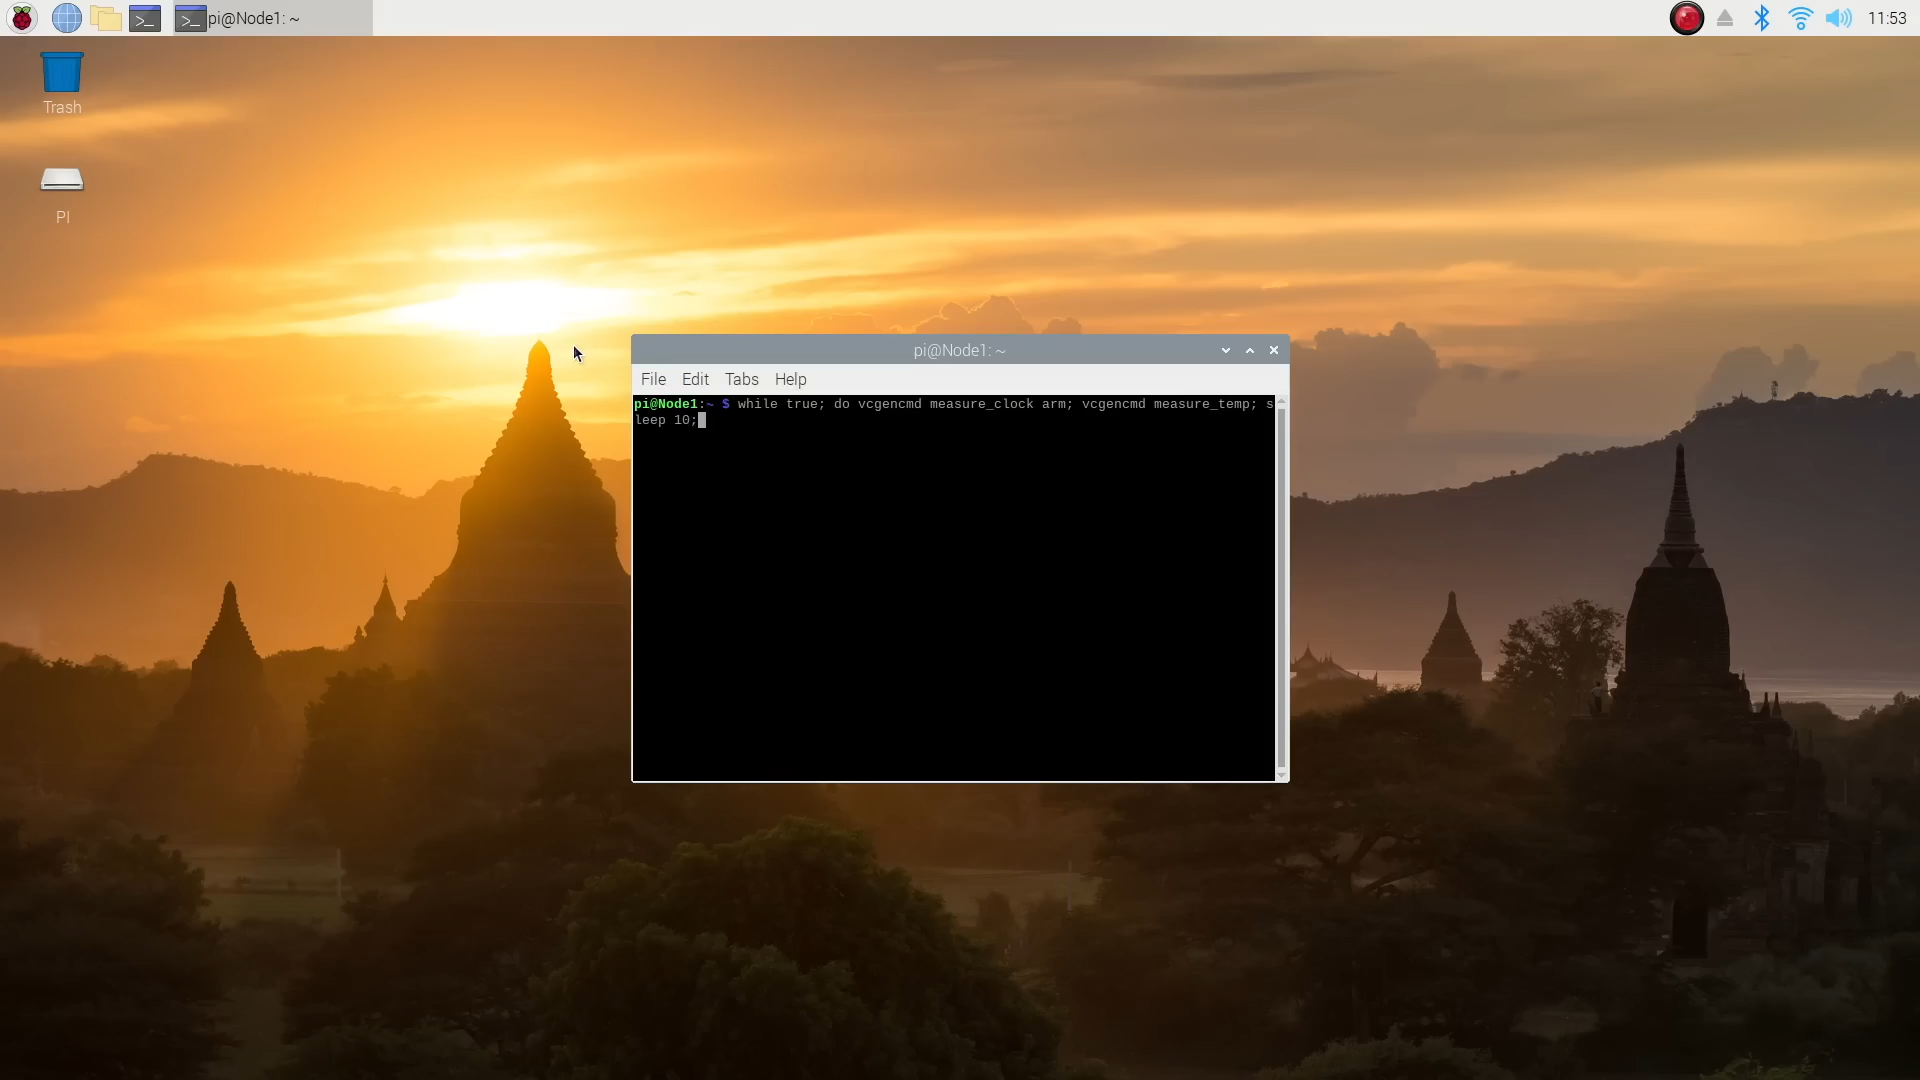 pi@Node1: ~
11:53
Trash
PI
pi@Node1: ~
File Edit Tabs Help
pi@Node1:~ $ while true; do vcgencmd measure_clock arm; vcgencmd measure_temp; s
leep 10;